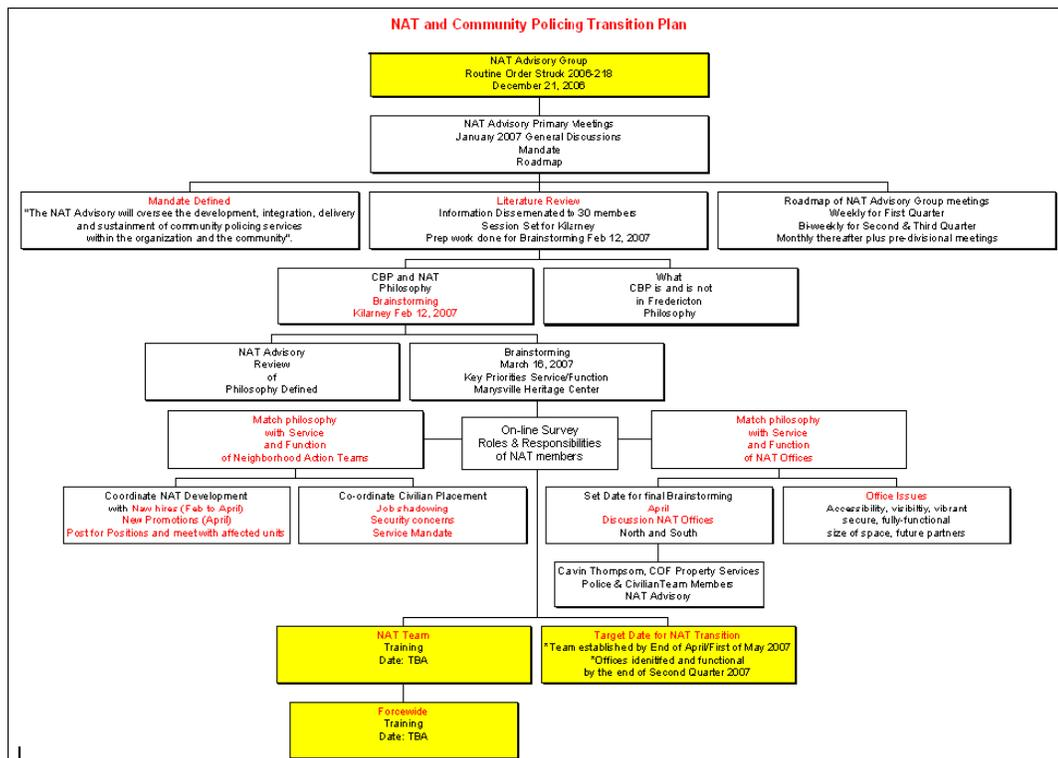 NAT and Community Policing Transition Plan
NAT Advisory Group
Routine Order Struck 2006-218
December 21, 2006
NAT Advisory Primary Meetings
January 2007 General Discussions
Mandate
Roadmap
Mandate Defined
"The NAT Advisory will oversee the development, integration, delivery
and sustainment of community policing services
within the organization and the community".
Literature Review
Information Dissemenated to 30 members
Session Set for Kilarney
Prep work done for Brainstorming Feb 12, 2007
Roadmap of NAT Advisory Group meetings
Weekly for First Quarter
Bi-weekly for Second & Third Quarter
Monthly thereafter plus pre-divisional meetings
CBP and NAT
Philosophy
Brainstorming
Kilarney Feb 12, 2007
What
CBP is and is not
in Fredericton
Philosophy
NAT Advisory
Review
of
Philosophy Defined
Brainstorming
March 16, 2007
Key Priorities Service/Function
Marysville Heritage Center
Match philosophy
with Service
and Function
of Neighborhood Action Teams
On-line Survey
Roles & Responsibilities
of NAT members
Match philosophy
with Service
and Function
of NAT Offices
Coordinate NAT Development
with New hires (Feb to April)
New Promotions (April)
Post for Positions and meet with affected units
Co-ordinate Civilian Placement
Job shadowing
Security concerns
Service Mandate
Set Date for final Brainstorming
April
Discussion NAT Offices
North and South
Office Issues
Accessibility, visibiltiy, vibrant
secure, fully-functional
size of space, future partners
Cavin Thompsom, COF Property Services
Police & CivilianTeam Members
NAT Advisory
NAT Team
Training
Date: TBA
Target Date for NAT Transition
*Team established by End of April/First of May 2007
*Offices idenitifed and functional
by the end of Second Quarter 2007
Forcewide
Training
Date: TBA